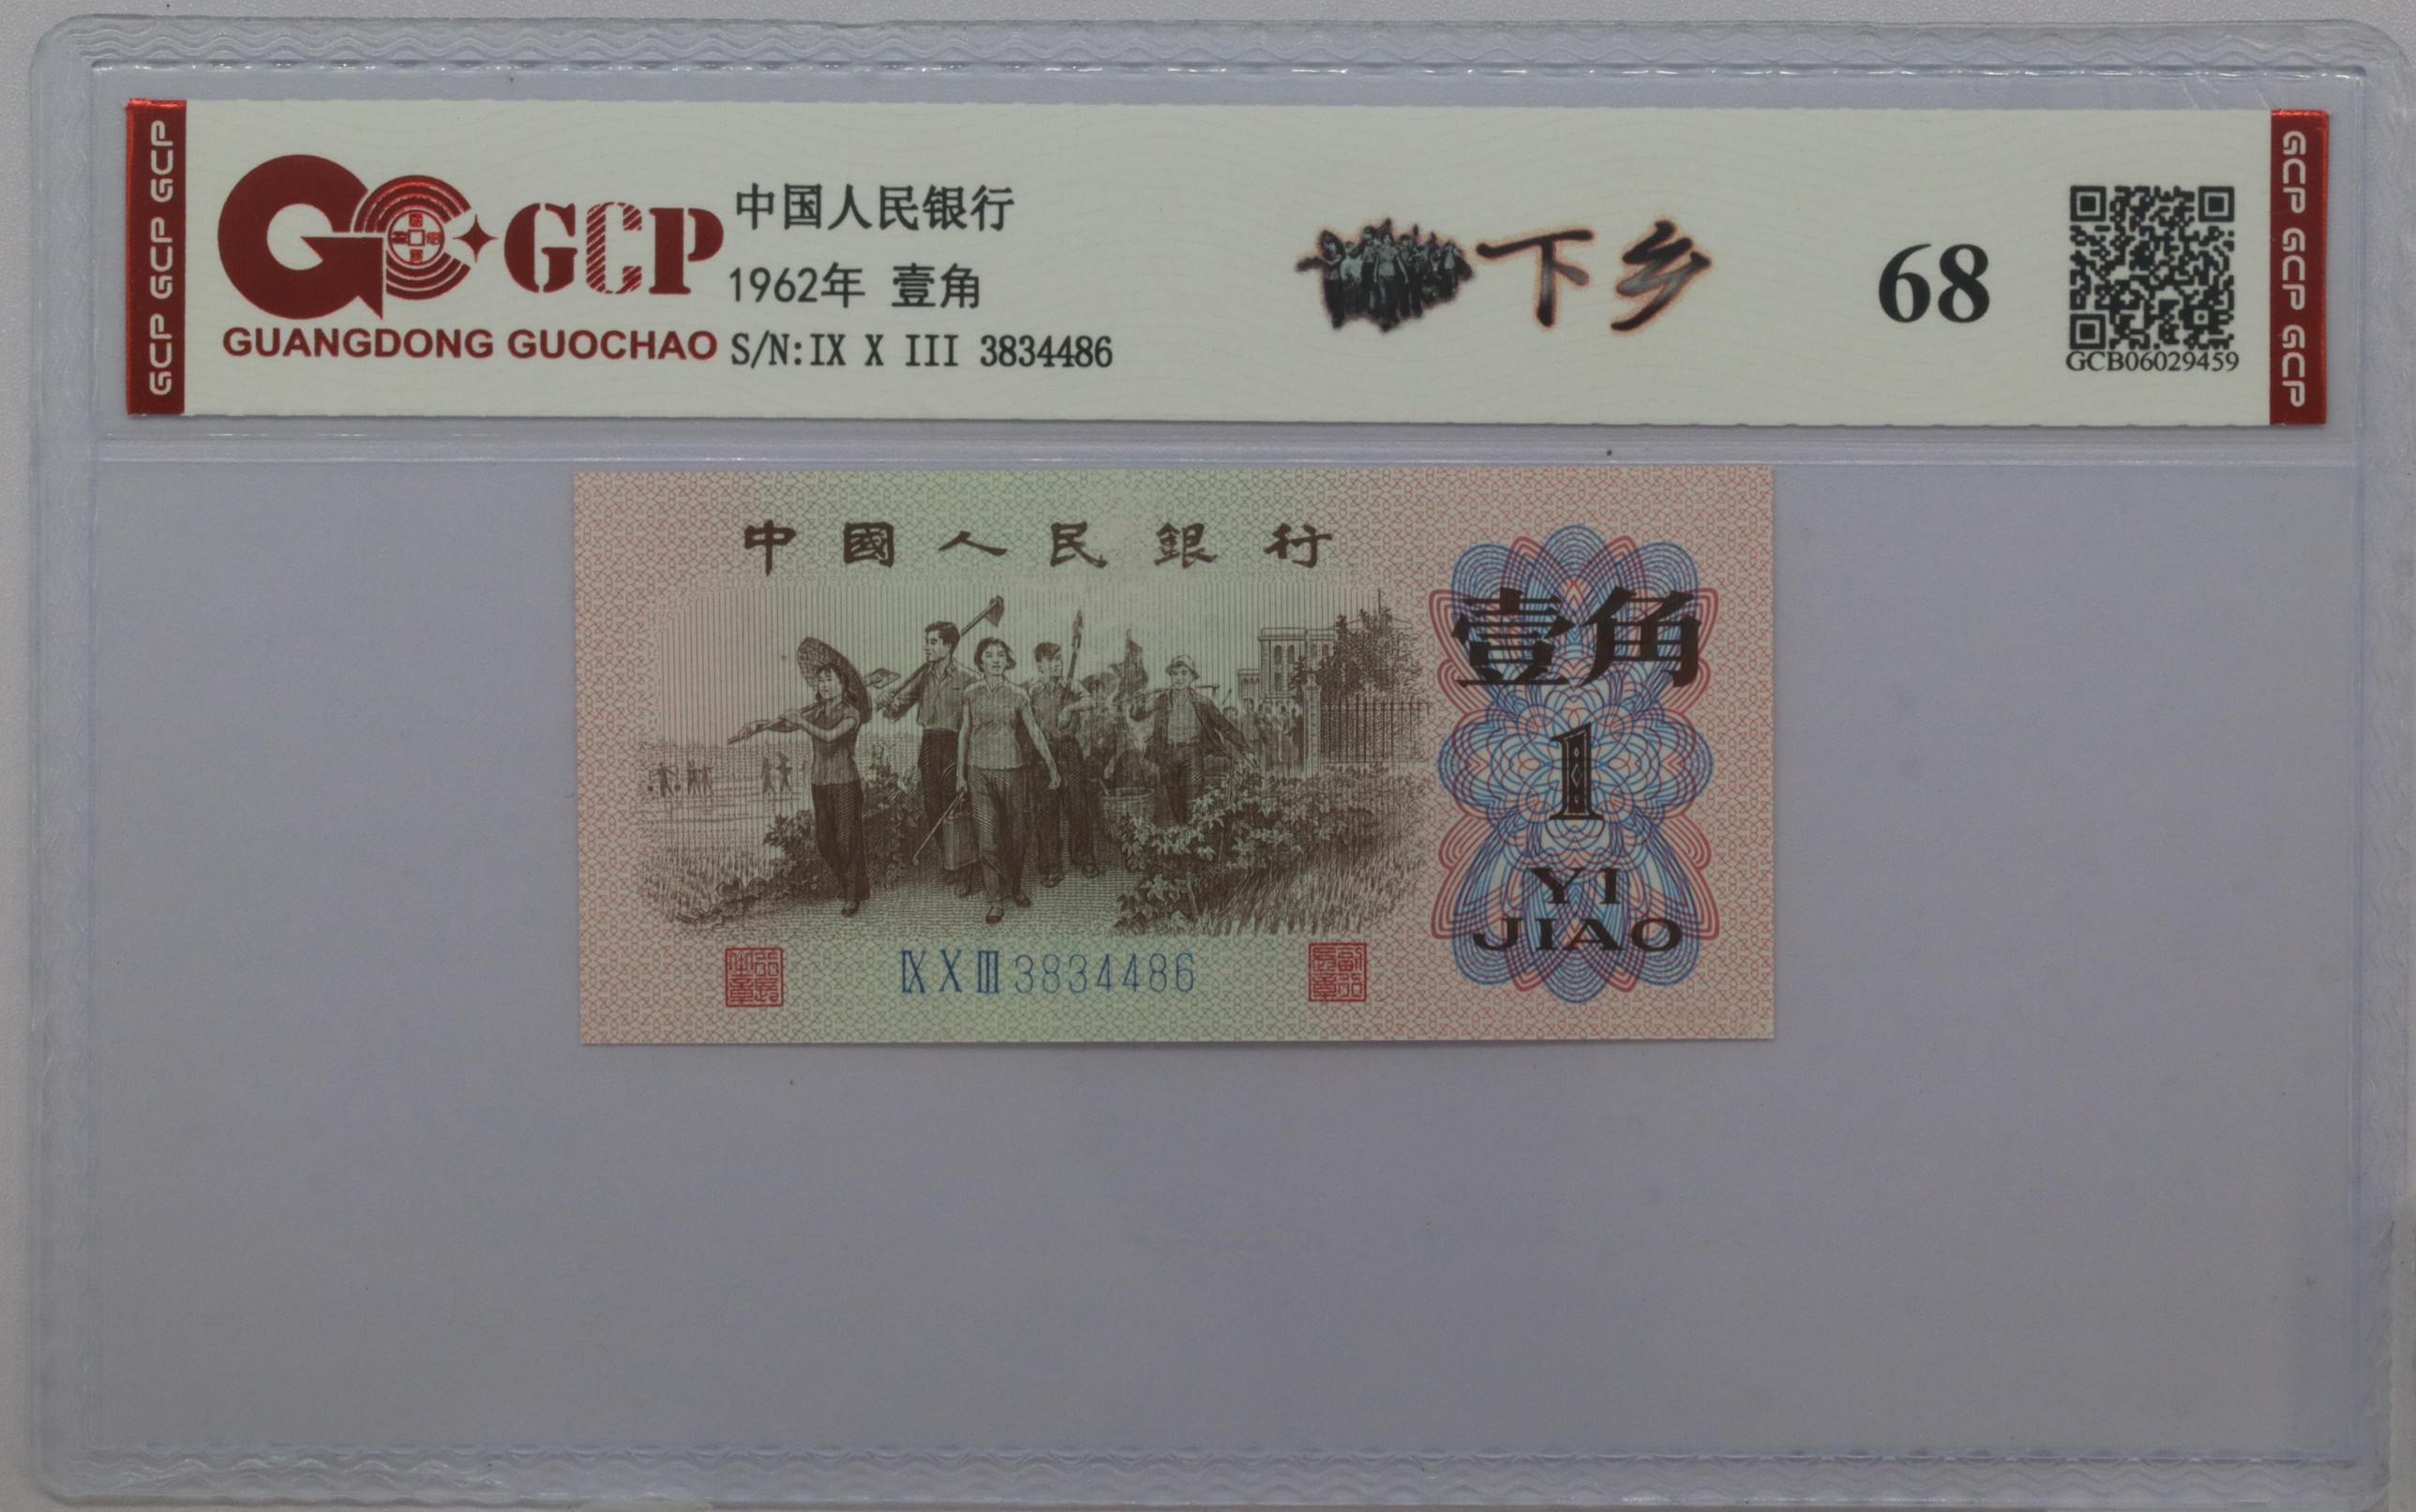 GCP GCP GCP
GCP
GUANGDONG GUOCHAO
中国人民银行
1962年 壹角
S/N:IX X III 3834486
下乡
68
GCB06029459
GCP GCP GCP
中國人民銀行
壹角
1
YI
JIAO
IX X III 3834486